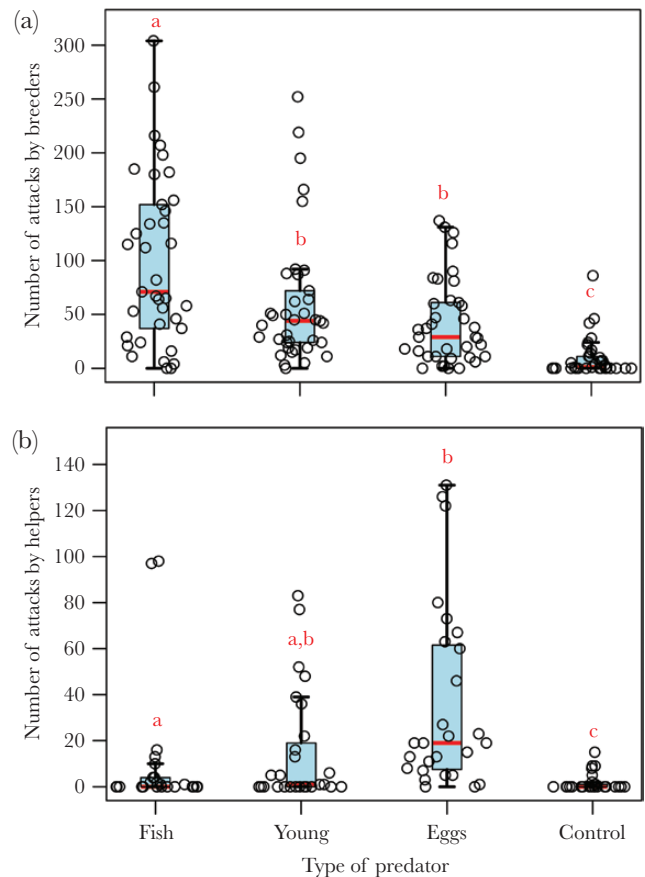 (a)
Number of attacks by breeders
300
250
200
150
100
50
0
a
b
b
c
(b)
Number of attacks by helpers
140
120
100
80
60
40
20
0
a
a,b
b
c
Fish Young Eggs Control
Type of predator